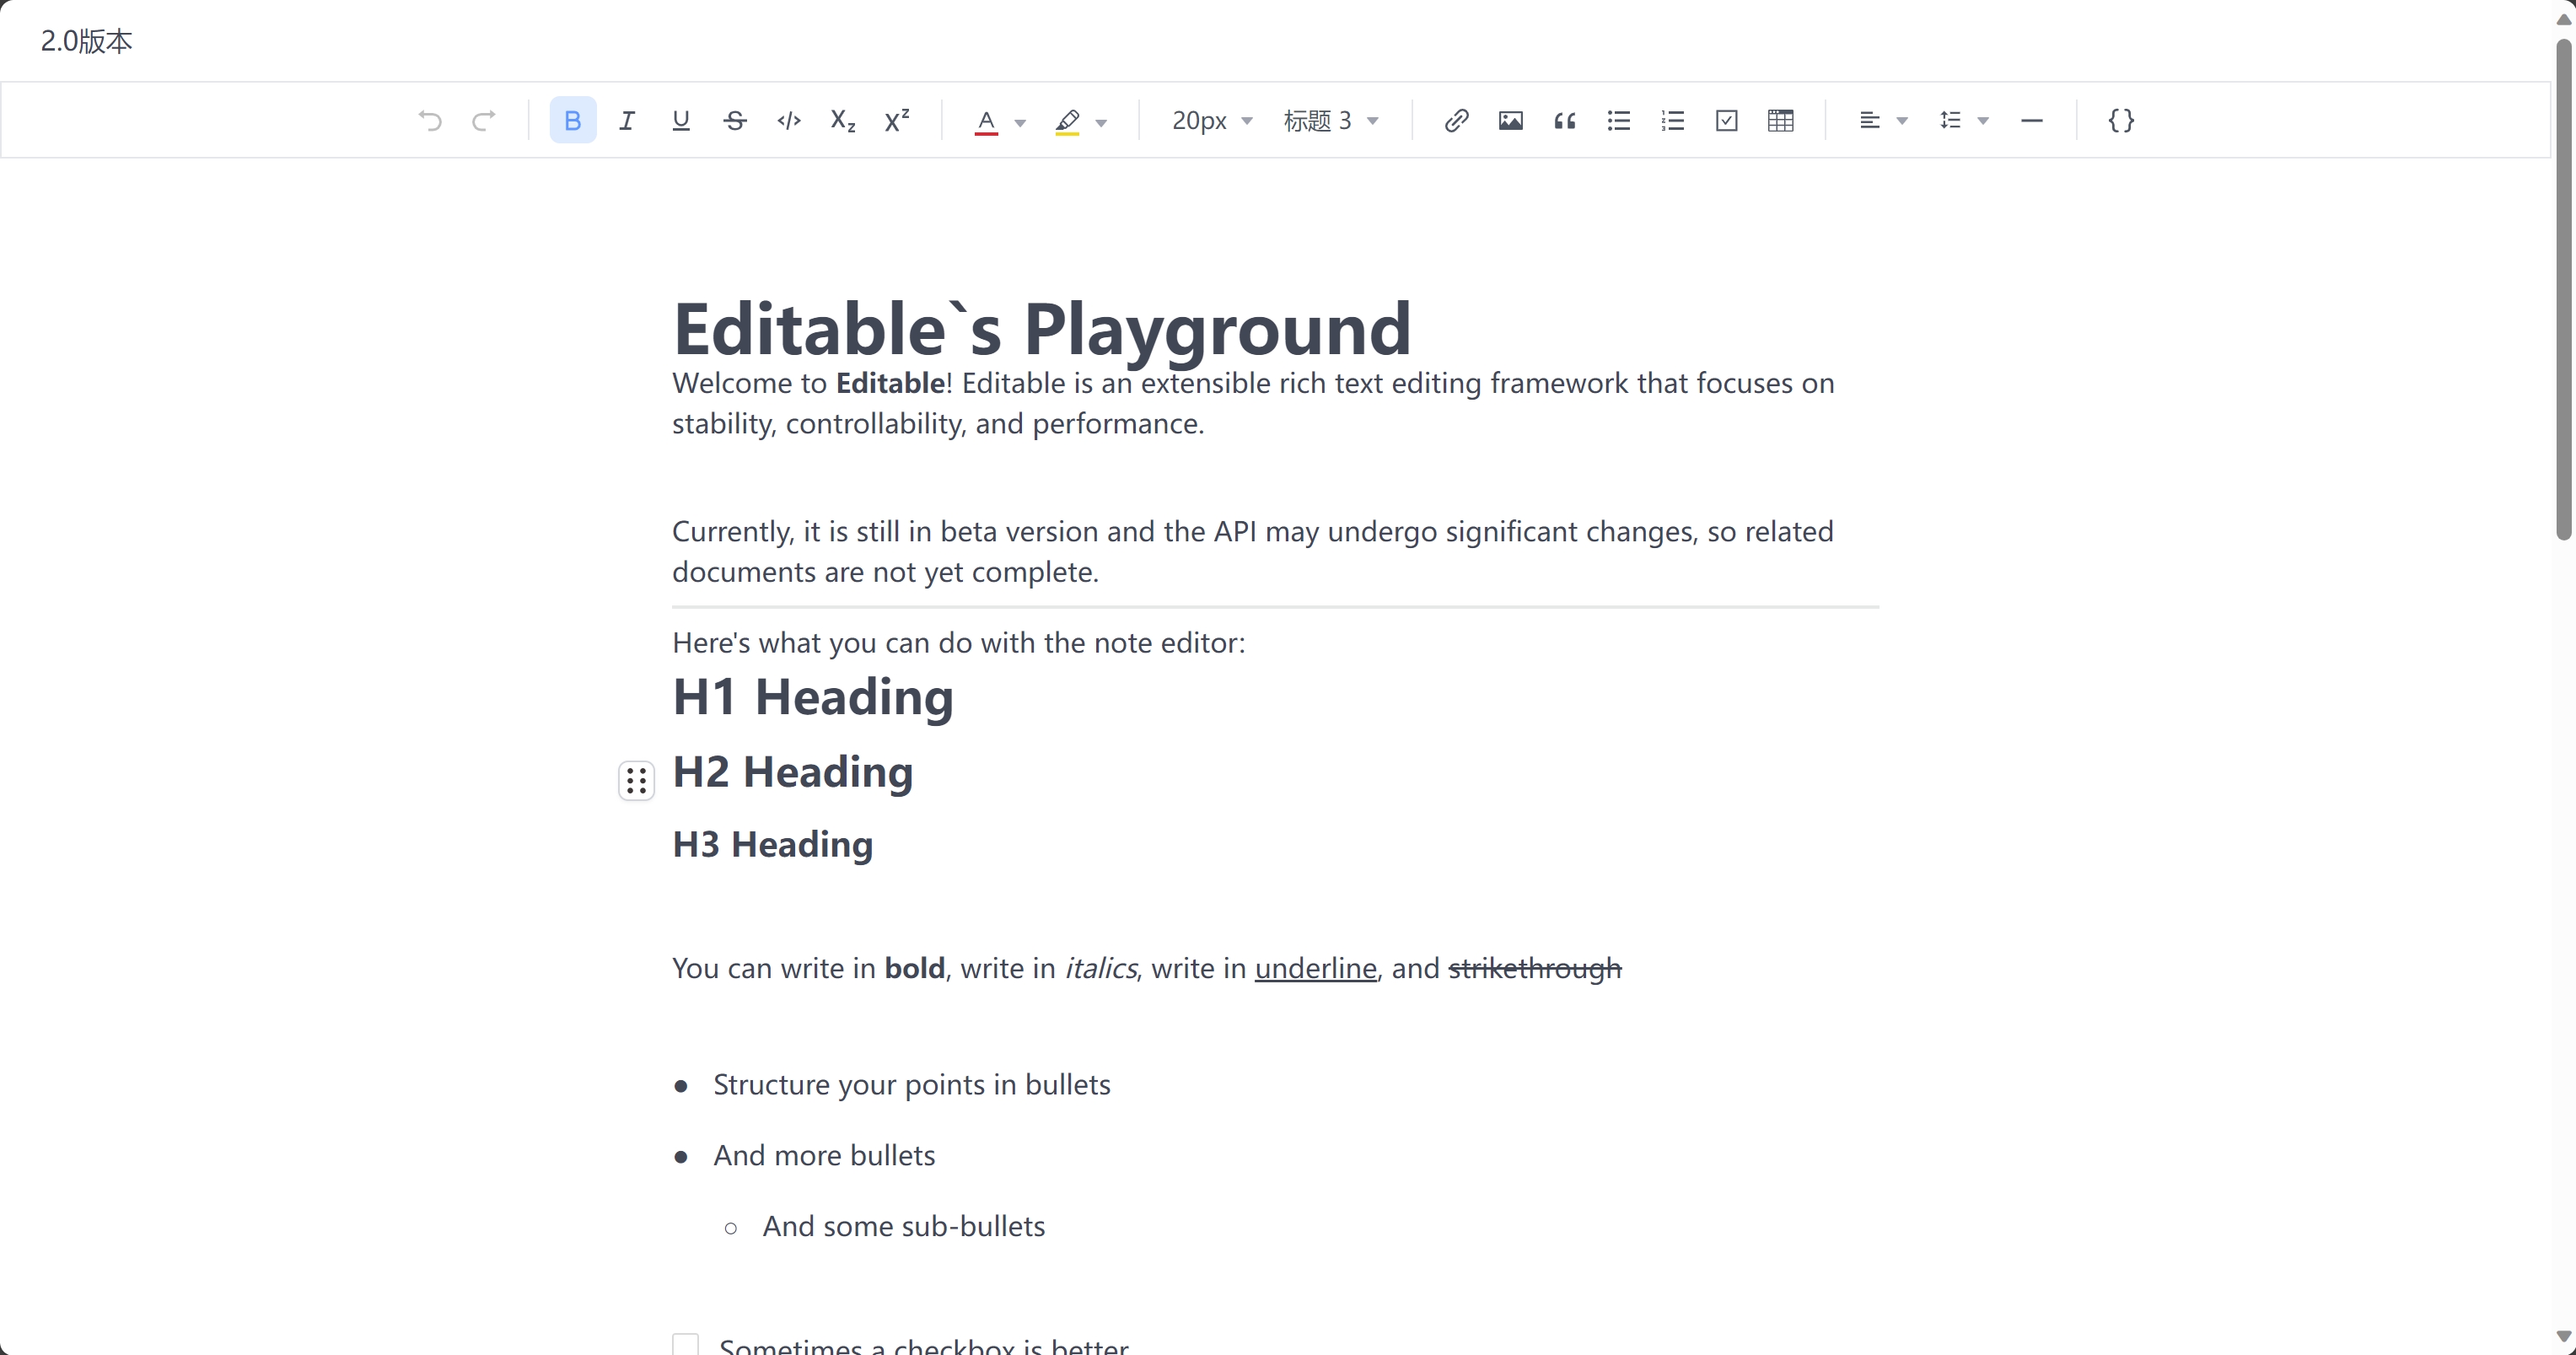 2.0版本
B I U S </> Xz Xz A 20px 标题 3 {}
Editable`s Playground
Welcome to Editable! Editable is an extensible rich text editing framework that focuses on
stability, controllability, and performance.
Currently, it is still in beta version and the API may undergo significant changes, so related
documents are not yet complete.
Here's what you can do with the note editor:
H1 Heading
H2 Heading
H3 Heading
You can write in bold, write in italics, write in underline, and strikethrough
Structure your points in bullets
And more bullets
And some sub-bullets
Sometimes a checkbox is better